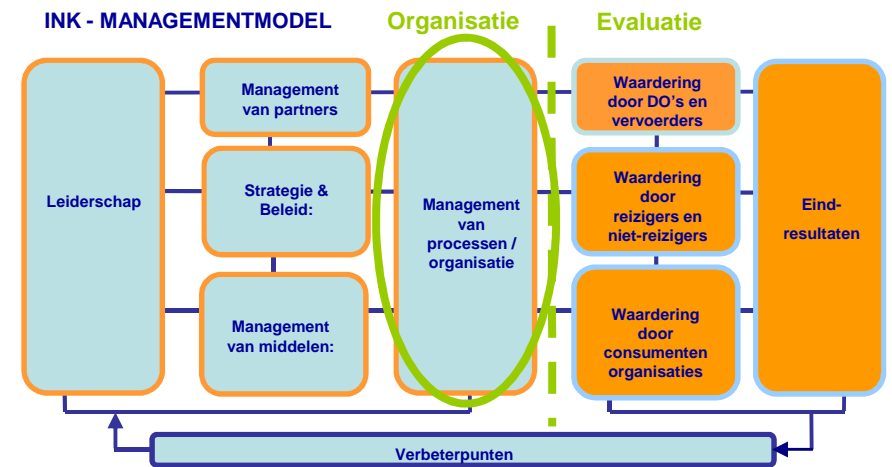 INK - MANAGEMENTMODEL
Organisatie
Evaluatie
Leiderschap
Management
van partners
Strategie &
Beleid:
Management
van middelen:
Management
van
processen /
organisatie
Waardering
door DO's en
vervoerders
Waardering
door
reizigers en
niet-reizigers
Waardering
door
consumenten
organisaties
Eind-
resultaten
Verbeterpunten